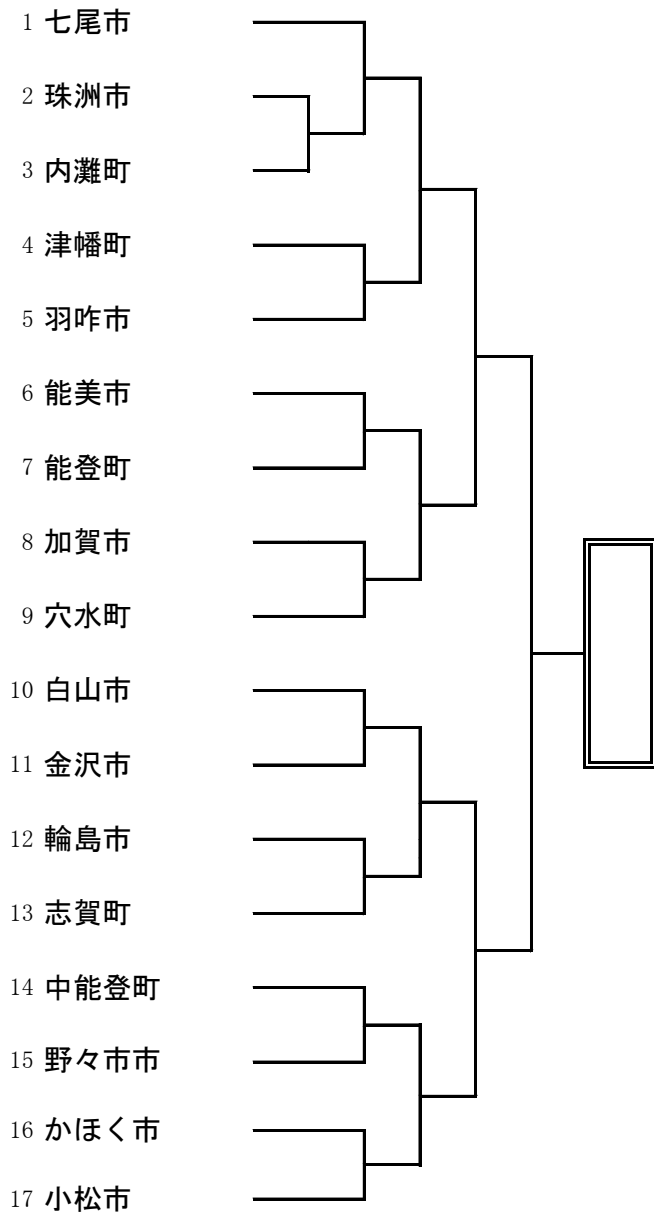 1 七尾市
2 珠洲市
3 内灘町
4 津幡町
5 羽咋市
6 能美市
7 能登町
8 加賀市
9 穴水町
10 白山市
11 金沢市
12 輪島市
13 志賀町
14 中能登町
15 野々市市
16 かほく市
17 小松市